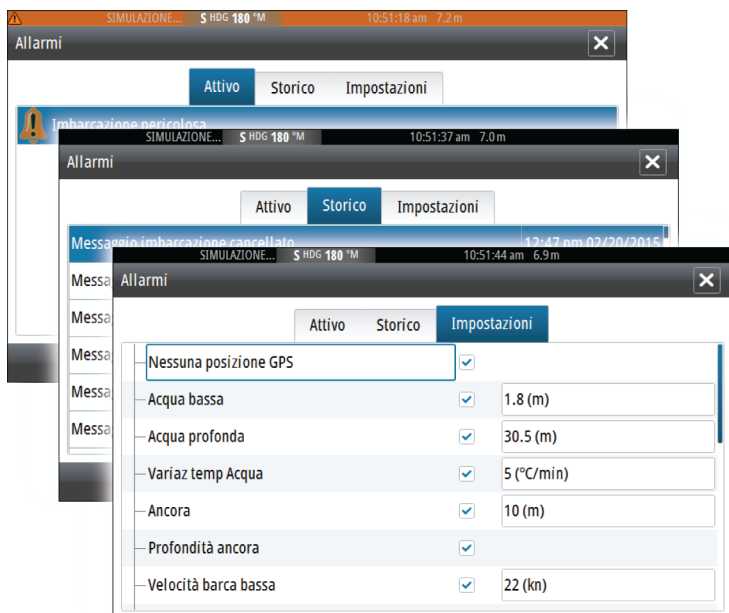 SIMULAZIONE... S HDG 180 °M 10:51:18 am 7.2 m
Allarmi
Attivo Storico Impostazioni
Imbarcazione pericolosa
SIMULAZIONE... S HDG 180 °M 10:51:37 am 7.0 m
Allarmi
Attivo Storico Impostazioni
Messaggio imbarcazione cancellato 12:47 pm 02/20/2015
Messa
Messa
Messa
Messa
Messa
SIMULAZIONE... S HDG 180 °M 10:51:44 am 6.9 m
Allarmi
Attivo Storico Impostazioni
Nessuna posizione GPS
Acqua bassa 1.8 (m)
Acqua profonda 30.5 (m)
Variaz temp Acqua 5 (°C/min)
Ancora 10 (m)
Profondità ancora
Velocità barca bassa 22 (kn)